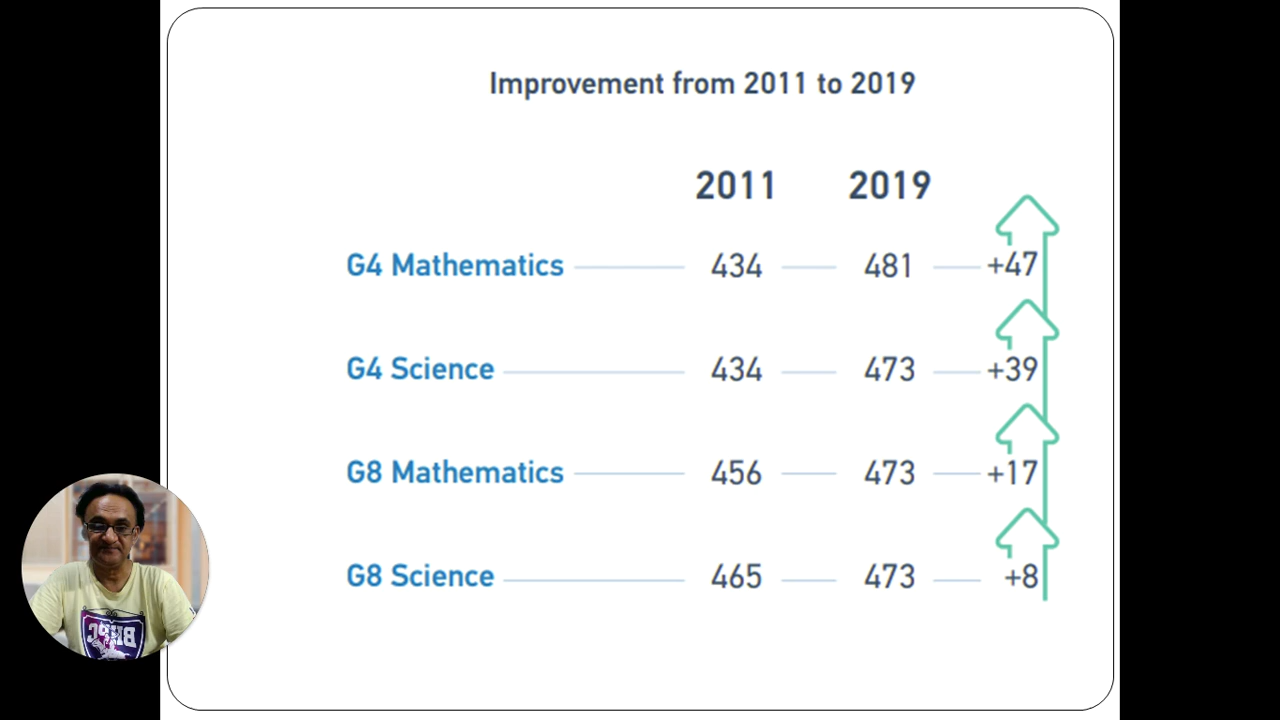 Improvement from 2011 to 2019
2011 2019
G4 Mathematics 434 481 +47
G4 Science 434 473 +39
G8 Mathematics 456 473 +17
G8 Science 465 473 +8